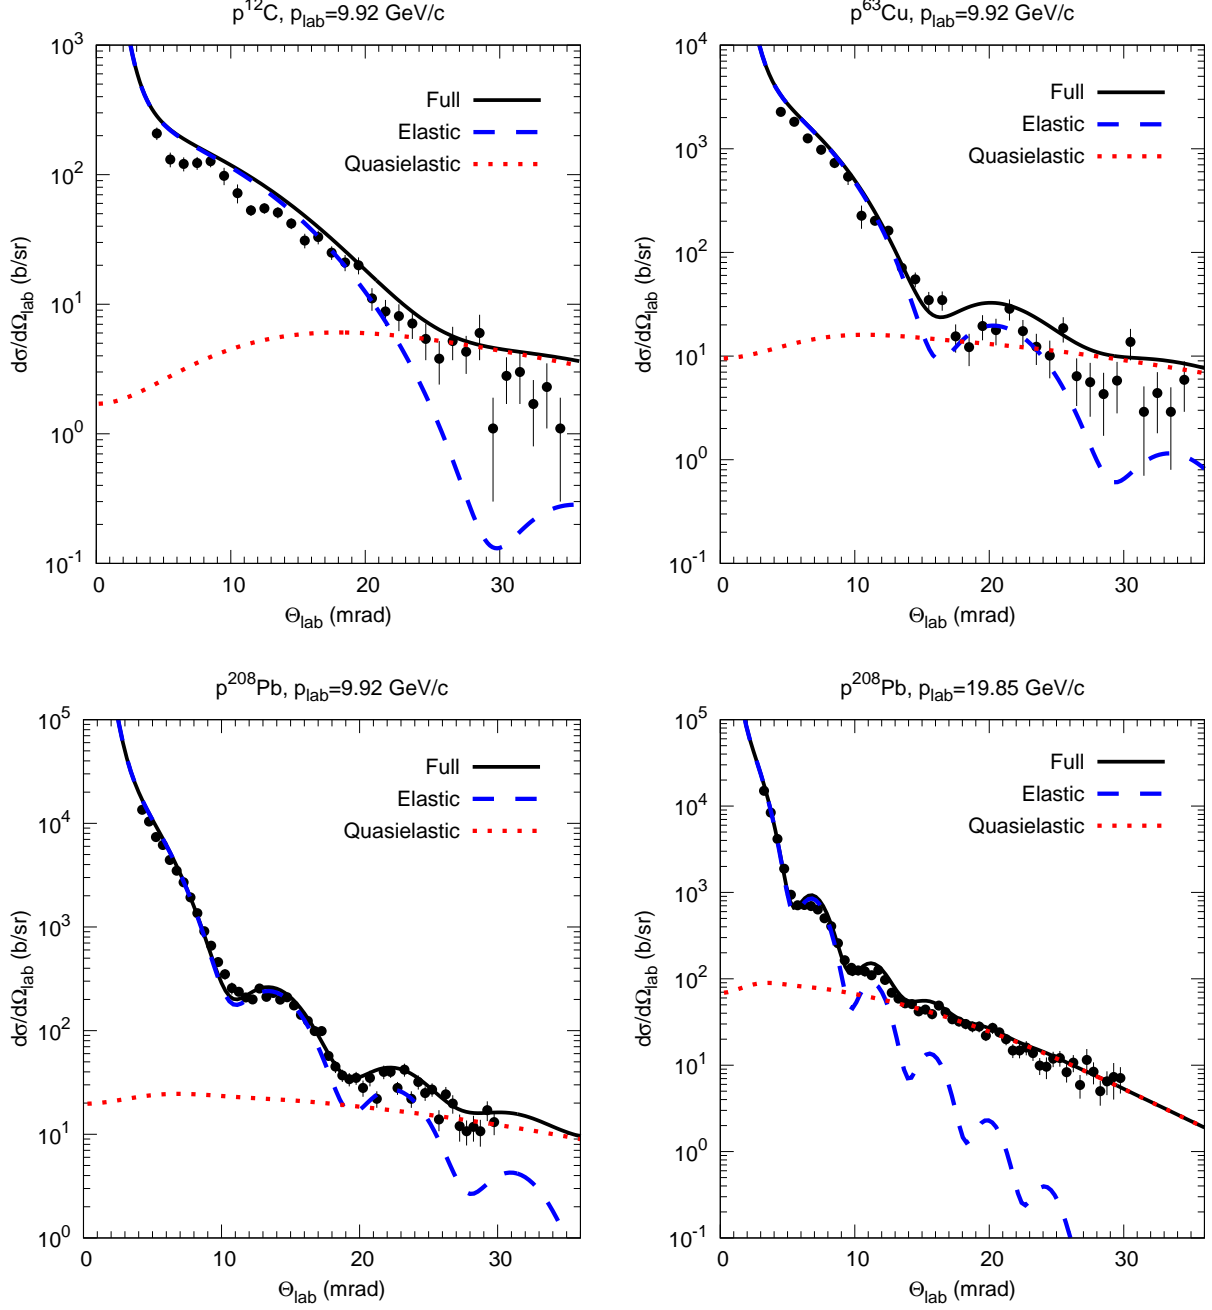 p¹²C, p_lab=9.92 GeV/c
10³
10²
10¹
10⁰
10⁻¹
dσ/dΩ_lab (b/sr)
Full
Elastic
Quasielastic
0 10 20 30
Θ_lab (mrad)
p⁶³Cu, p_lab=9.92 GeV/c
10⁴
10³
10²
10¹
10⁰
10⁻¹
dσ/dΩ_lab (b/sr)
Full
Elastic
Quasielastic
0 10 20 30
Θ_lab (mrad)
p²⁰⁸Pb, p_lab=9.92 GeV/c
10⁵
10⁴
10³
10²
10¹
10⁰
dσ/dΩ_lab (b/sr)
Full
Elastic
Quasielastic
0 10 20 30
Θ_lab (mrad)
p²⁰⁸Pb, p_lab=19.85 GeV/c
10⁵
10⁴
10³
10²
10¹
10⁰
10⁻¹
dσ/dΩ_lab (b/sr)
Full
Elastic
Quasielastic
0 10 20 30
Θ_lab (mrad)